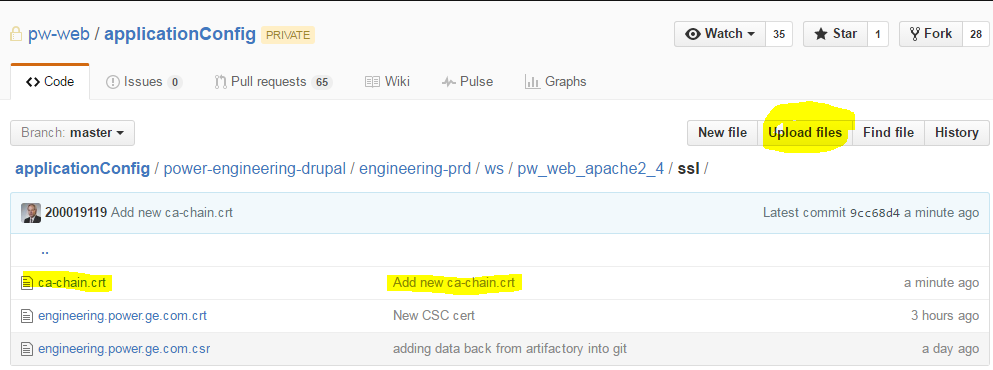 pw-web / applicationConfig PRIVATE Watch 35 Star 1 Fork 28
Code Issues 0 Pull requests 65 Wiki Pulse Graphs
Branch: master New file Upload files Find file History
applicationConfig / power-engineering-drupal / engineering-prd / ws / pw_web_apache2_4 / ssl /
200019119 Add new ca-chain.crt Latest commit 9cc68d4 a minute ago
..
ca-chain.crt Add new ca-chain.crt a minute ago
engineering.power.ge.com.crt New CSC cert 3 hours ago
engineering.power.ge.com.csr adding data back from artifactory into git a day ago